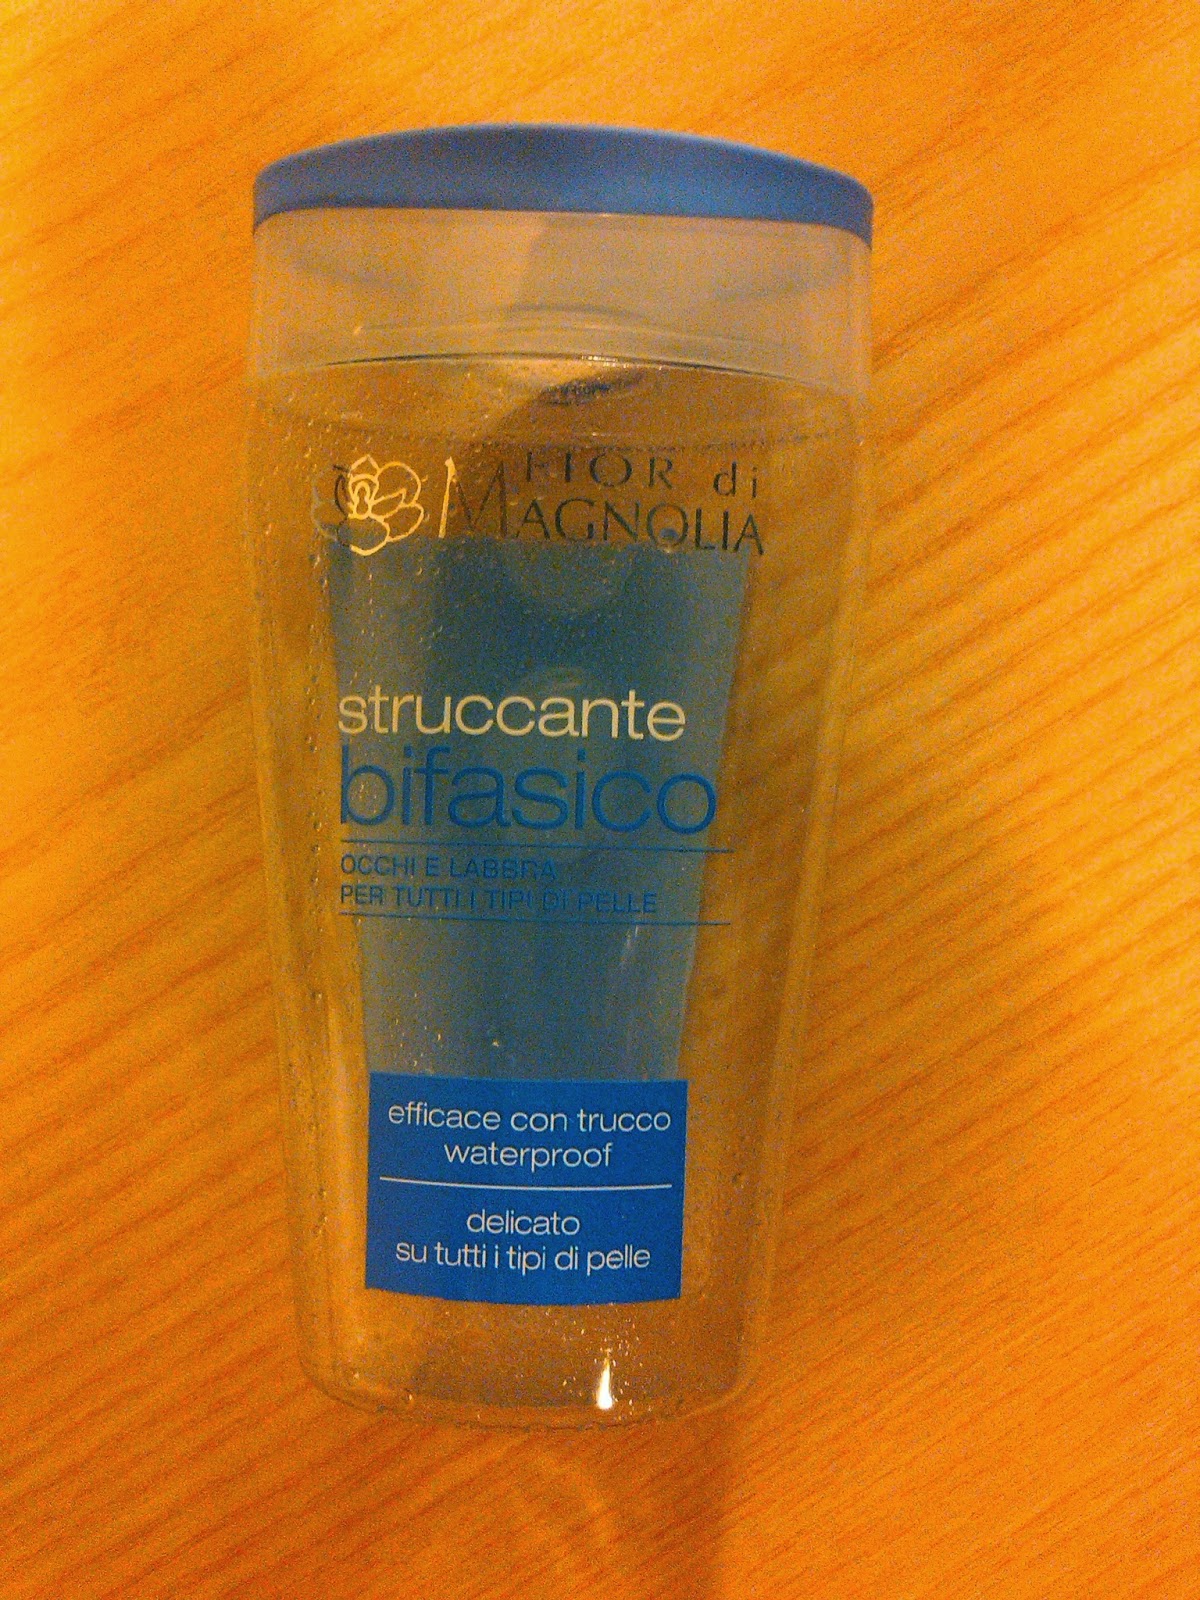 FIOR di
MAGNOLIA
struccante
bifasico
OCCHI E LABBRA
PER TUTTI I TIPI DI PELLE
efficace con trucco
waterproof
delicato
su tutti i tipi di pelle